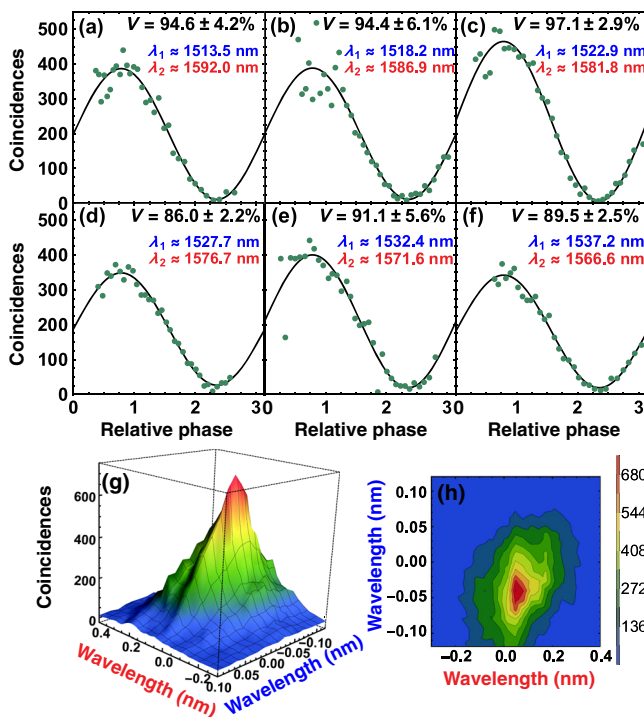 (a) V = 94.6 ± 4.2%
λ1 ≈ 1513.5 nm
λ2 ≈ 1592.0 nm
(b) V = 94.4 ± 6.1%
λ1 ≈ 1518.2 nm
λ2 ≈ 1586.9 nm
(c) V = 97.1 ± 2.9%
λ1 ≈ 1522.9 nm
λ2 ≈ 1581.8 nm
Coincidences
500
400
300
200
100
0
(d) V = 86.0 ± 2.2%
λ1 ≈ 1527.7 nm
λ2 ≈ 1576.7 nm
(e) V = 91.1 ± 5.6%
λ1 ≈ 1532.4 nm
λ2 ≈ 1571.6 nm
(f) V = 89.5 ± 2.5%
λ1 ≈ 1537.2 nm
λ2 ≈ 1566.6 nm
Coincidences
500
400
300
200
100
0
0 1 2 30 1 2 30 1 2 3
Relative phase Relative phase Relative phase
(g)
Coincidences
600
400
200
0
0.4
0.2
0.0
-0.2
Wavelength (nm)
0.10
0.05
0.00
-0.05
-0.10
Wavelength (nm)
(h)
Wavelength (nm)
0.10
0.05
0.00
−0.05
−0.10
−0.2 0.0 0.2 0.4
Wavelength (nm)
680
544
408
272
136